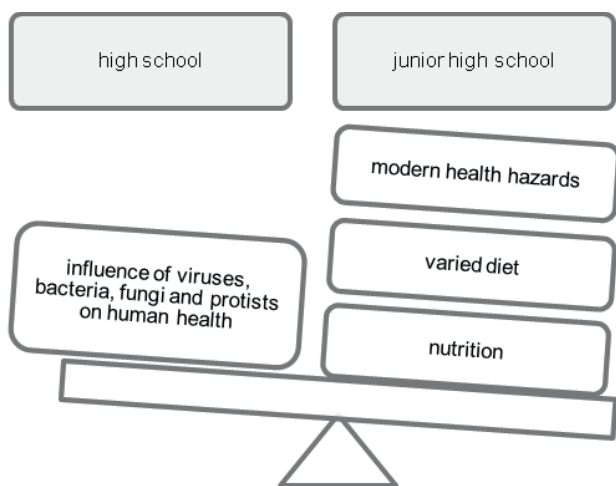 high school
junior high school
modern health hazards
varied diet
influence of viruses,
bacteria, fungi and protists
on human health
nutrition